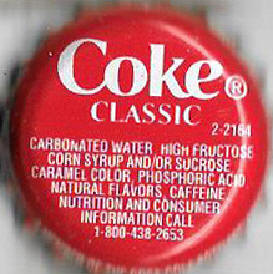 Coke®
CLASSIC
2-2164
CARBONATED WATER, HIGH FRUCTOSE
CORN SYRUP AND/OR SUCROSE
CARAMEL COLOR, PHOSPHORIC ACID
NATURAL FLAVORS, CAFFEINE
NUTRITION AND CONSUMER
INFORMATION CALL
1-800-438-2653